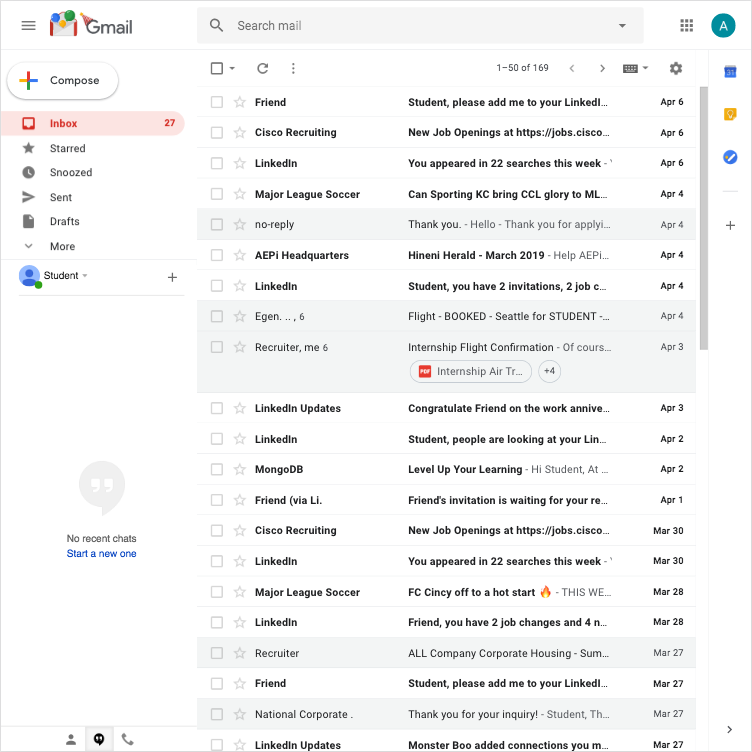 Gmail
Search mail
A
Compose
1–50 of 169
Inbox 27
Starred
Snoozed
Sent
Drafts
More
Student
No recent chats
Start a new one
Friend Student, please add me to your LinkedI... Apr 6
Cisco Recruiting New Job Openings at https://jobs.cisco... Apr 6
LinkedIn You appeared in 22 searches this week - Apr 6
Major League Soccer Can Sporting KC bring CCL glory to ML... Apr 4
no-reply Thank you. - Hello - Thank you for applyi... Apr 4
AEPi Headquarters Hineni Herald - March 2019 - Help AEPi... Apr 4
LinkedIn Student, you have 2 invitations, 2 job c... Apr 4
Egen. .. , 6 Flight - BOOKED - Seattle for STUDENT -... Apr 4
Recruiter, me 6 Internship Flight Confirmation - Of cours... Apr 3
PDF Internship Air Tr... +4
LinkedIn Updates Congratulate Friend on the work annive... Apr 3
LinkedIn Student, people are looking at your Lin... Apr 2
MongoDB Level Up Your Learning - Hi Student, At ... Apr 2
Friend (via Li. Friend's invitation is waiting for your re... Apr 1
Cisco Recruiting New Job Openings at https://jobs.cisco... Mar 30
LinkedIn You appeared in 22 searches this week - Mar 30
Major League Soccer FC Cincy off to a hot start 🔥 - THIS WE... Mar 28
LinkedIn Friend, you have 2 job changes and 4 n... Mar 28
Recruiter ALL Company Corporate Housing - Sum... Mar 27
Friend Student, please add me to your LinkedI... Mar 27
National Corporate . Thank you for your inquiry! - Student, Th... Mar 27
LinkedIn Updates Monster Boo added connections you m... Mar 27